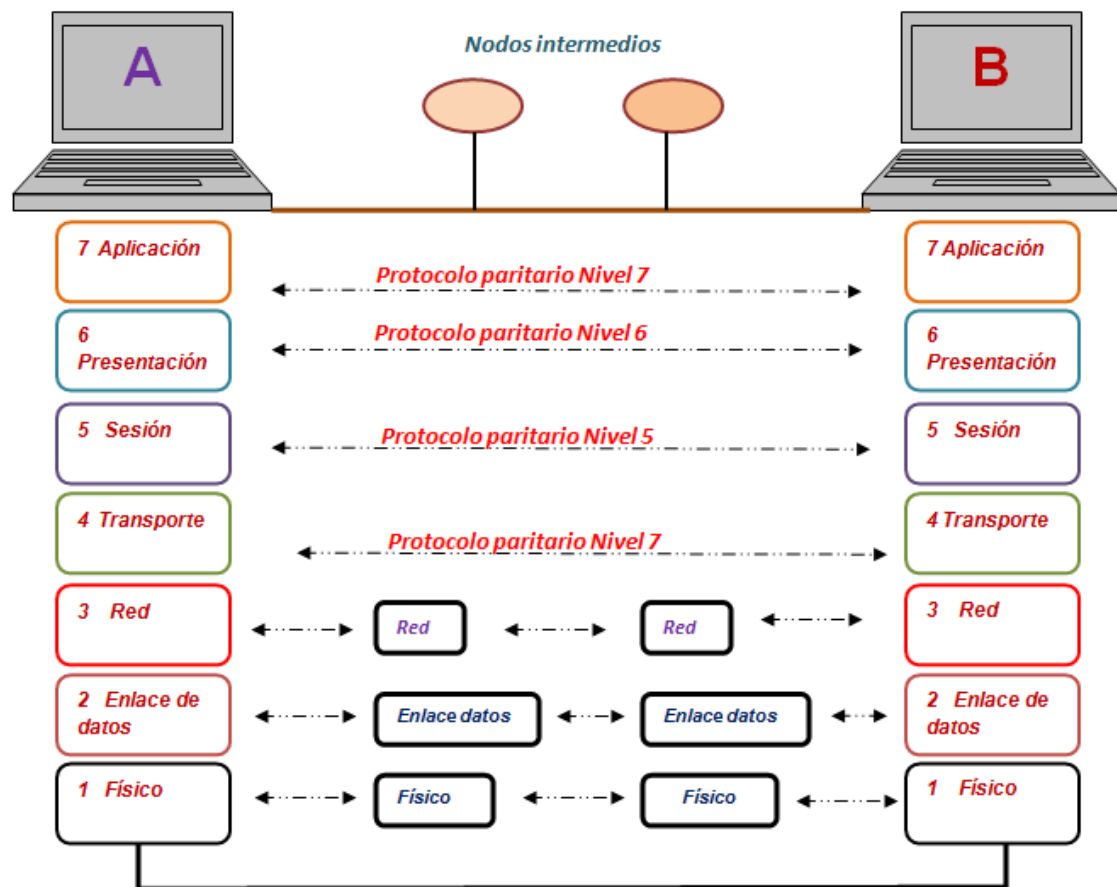 A
Nodos intermedios
B
7 Aplicación
Protocolo paritario Nivel 7
7 Aplicación
6
Presentación
Protocolo paritario Nivel 6
6
Presentación
5 Sesión
Protocolo paritario Nivel 5
5 Sesión
4 Transporte
Protocolo paritario Nivel 7
4 Transporte
3 Red
Red
Red
3 Red
2 Enlace de
datos
Enlace datos
Enlace datos
2 Enlace de
datos
1 Físico
Físico
Físico
1 Físico